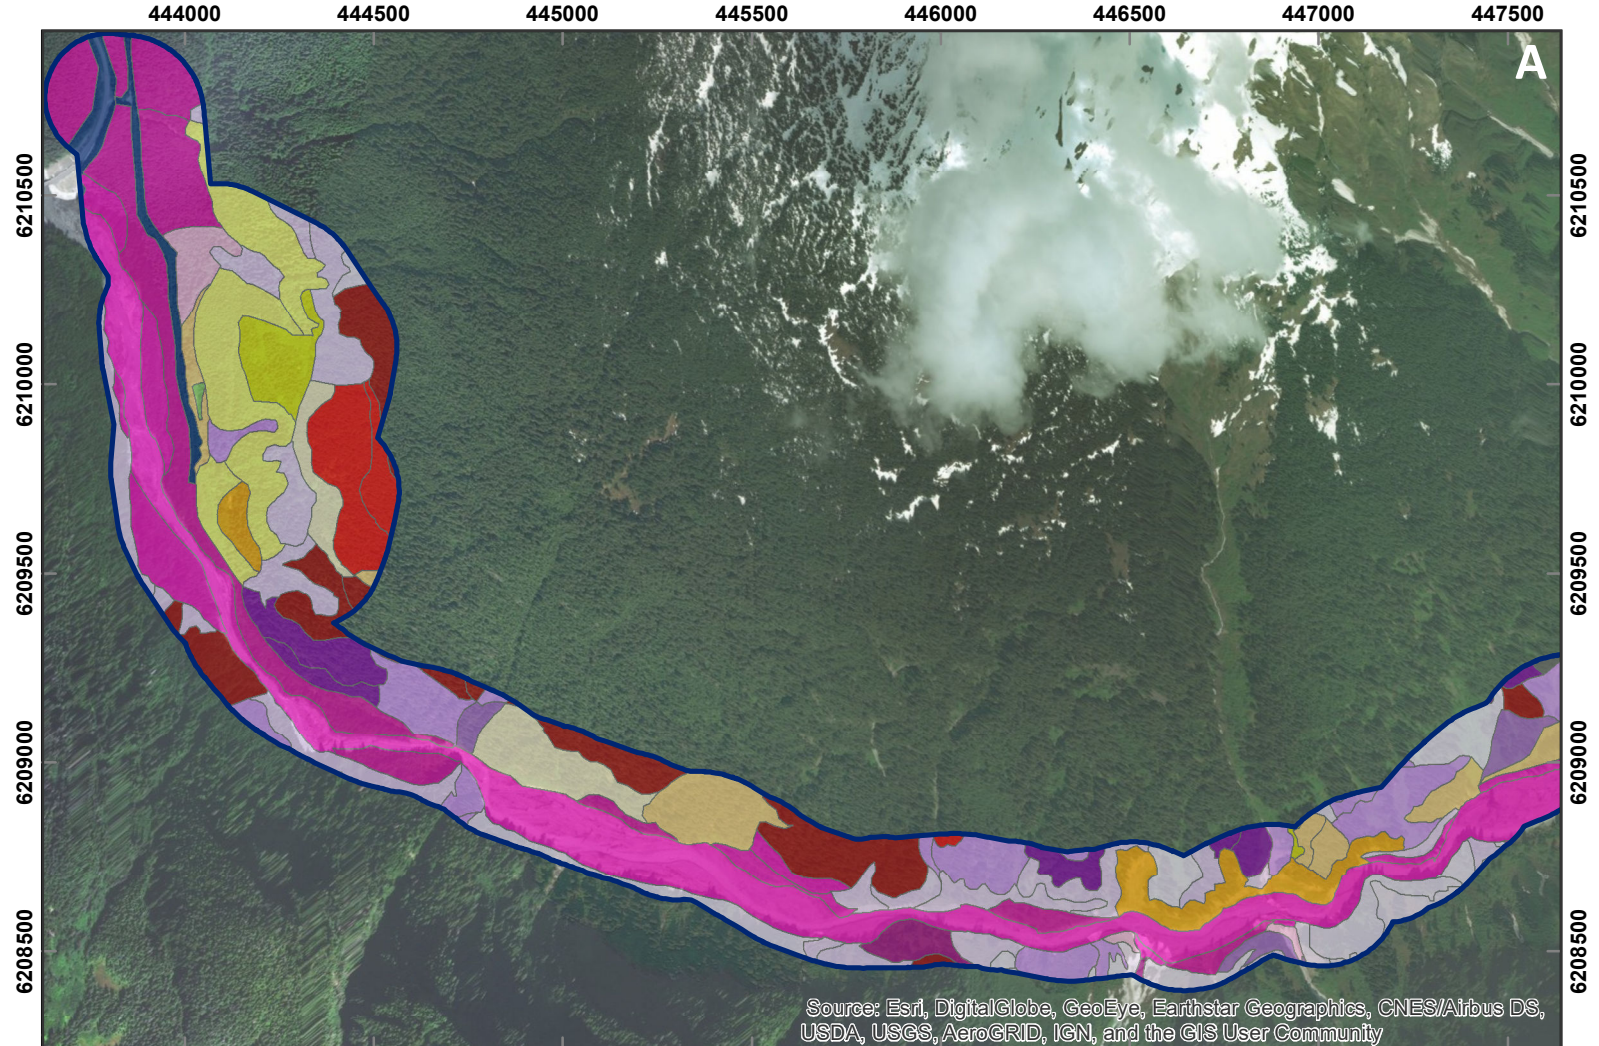 444000 444500 445000 445500 446000 446500 447000 447500
A
6210500 6210500
6210000 6210000
6209500 6209500
6209000 6209000
6208500 6208500
Source: Esri, DigitalGlobe, GeoEye, Earthstar Geographics, CNES/Airbus DS,
USDA, USGS, AeroGRID, IGN, and the GIS User Community